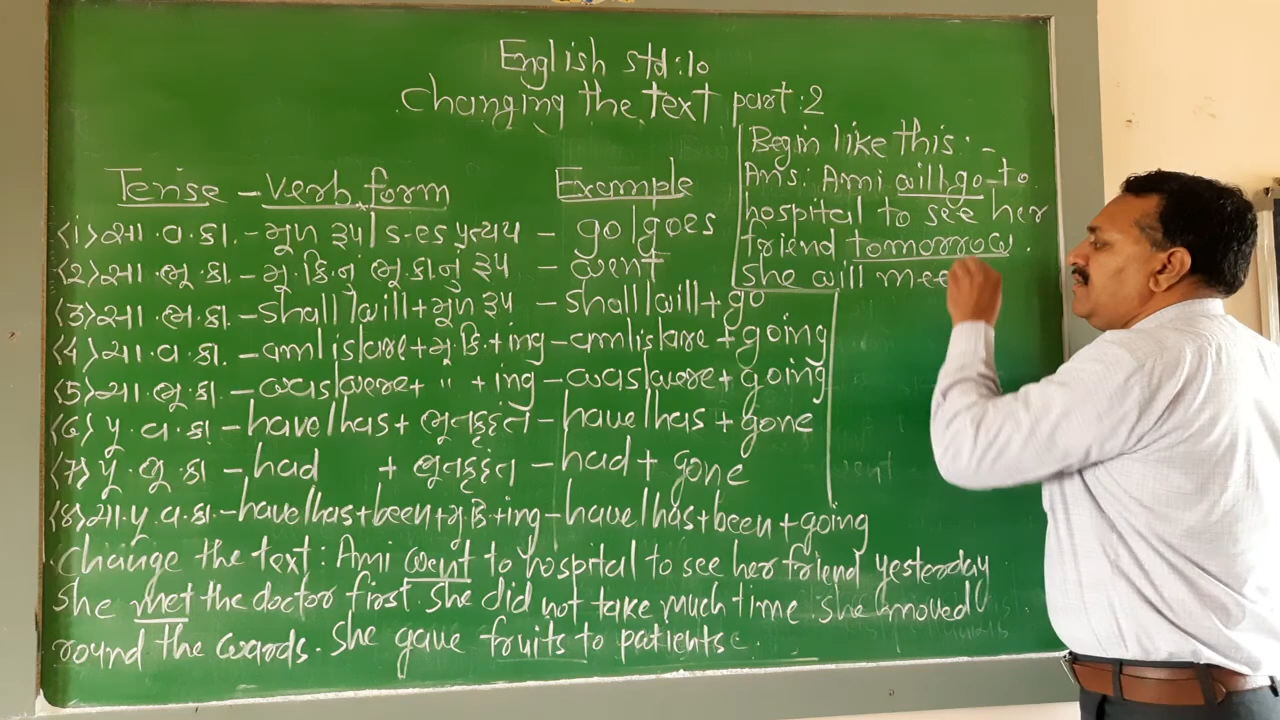 English std:10
Changing the text part:2
Tense - Verb form Example
<1> સા.વ.કા. - મૂળ રૂપ/s-es પ્રત્યય - go/goes
<2> સા.ભૂ.કા - મુ.ક્રિ.નું ભૂ.કાનું રૂપ - went
<3> સા.ભ.કા. - shall/will + મૂળ રૂપ - shall/will + go
<4> ચા.વ.કા. - am/is/are + મુ.ક્રિ. + ing - am/is/are + going
<5> ચા.ભૂ.કા - was/were + " + ing - was/were + going
<6> પૂ.વ.કા - have/has + ભૂતકૃદંત - have/has + gone
<7> પૂ.ભૂ.કા - had + ભૂતકૃદંત - had + gone
<8> ચા.પૂ.વ.કા - have/has + been + મુ.ક્રિ + ing - have/has + been + going
Change the text: Ami went to hospital to see her friend yesterday
She met the doctor first. She did not take much time. She moved
round the wards. She gave fruits to patients.
Begin like this: -
Ans: Ami will go to
hospital to see her
friend tomorrow.
She will mee